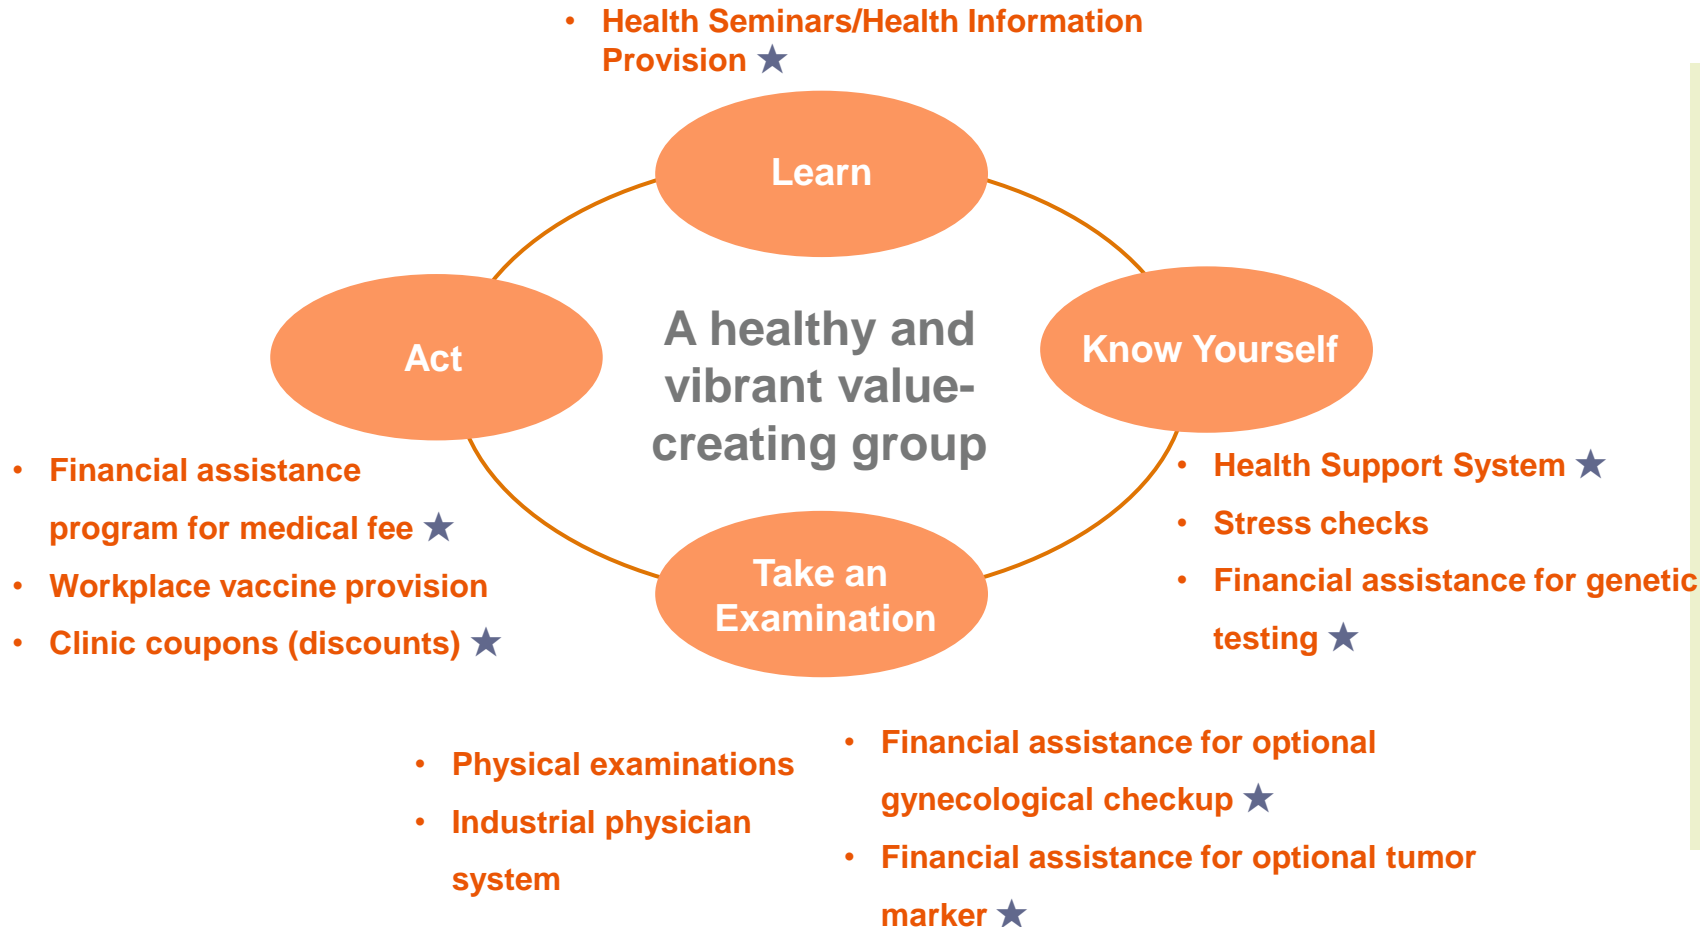 • Health Seminars/Health Information
Provision ★
Learn
Act
A healthy and
vibrant value-
creating group
Know Yourself
• Financial assistance
program for medical fee ★
• Workplace vaccine provision
• Clinic coupons (discounts) ★
Take an
Examination
• Health Support System ★
• Stress checks
• Financial assistance for genetic
testing ★
• Physical examinations
• Industrial physician
system
• Financial assistance for optional
gynecological checkup ★
• Financial assistance for optional tumor
marker ★